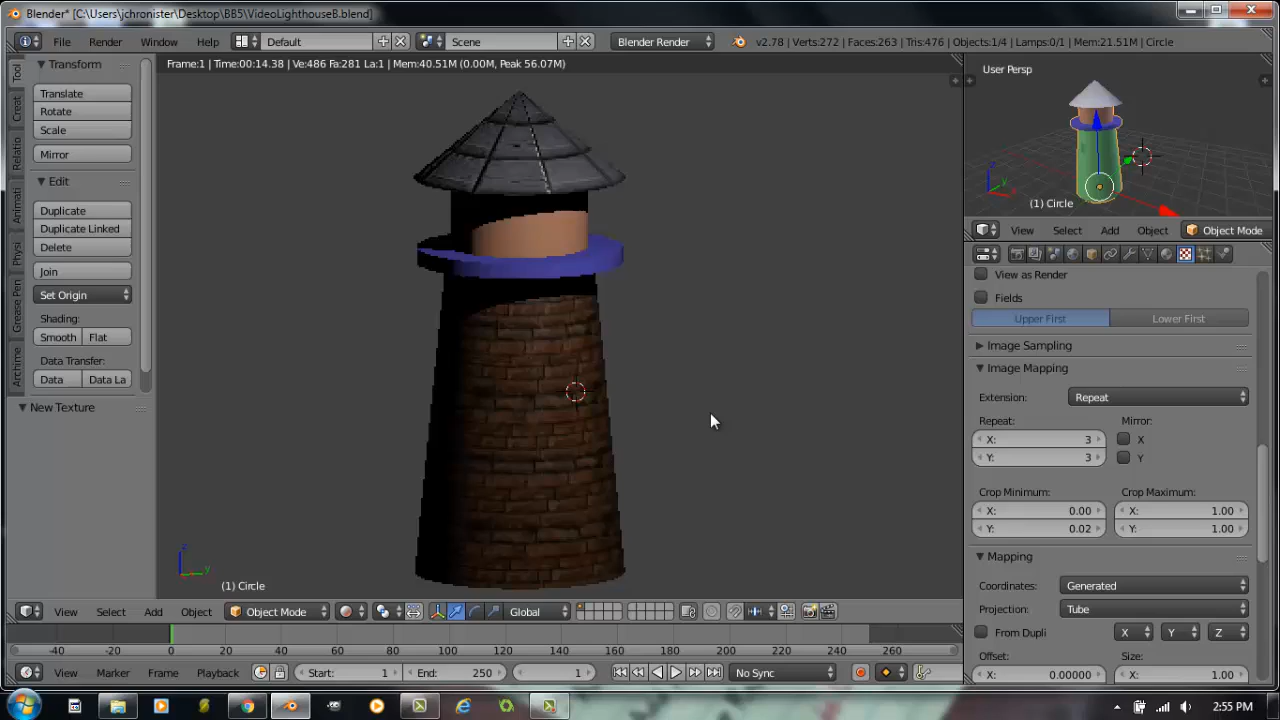 Blender* [C:\Users\jchronister\Desktop\BB5\VideoLighthouseB.blend]
File Render Window Help Default Scene Blender Render v2.78 | Verts:272 | Faces:263 | Tris:476 | Objects:1/4 | Lamps:0/1 | Mem:21.51M | Circle
Frame:1 | Time:00:14.38 | Ve:486 Fa:281 La:1 | Mem:40.51M (0.00M, Peak 56.07M)
Tool
Creat
Relatio
Animati
Physi
Grease Pen
Archime
Transform
Translate
Rotate
Scale
Mirror
Edit
Duplicate
Duplicate Linked
Delete
Join
Set Origin
Shading:
Smooth Flat
Data Transfer:
Data Data La
New Texture
z
y
(1) Circle
User Persp
(1) Circle
View Select Add Object Object Mode
View as Render
Fields
Upper First Lower First
Image Sampling
Image Mapping
Extension: Repeat
Repeat: Mirror:
X: 3 X
Y: 3 Y
Crop Minimum: Crop Maximum:
X: 0.00 X: 1.00
Y: 0.02 Y: 1.00
Mapping
Coordinates: Generated
Projection: Tube
From Dupli X Y Z
Offset: Size:
X: 0.00000 X: 1.00
View Select Add Object Object Mode Global
-40 -20 0 20 40 60 80 100 120 140 160 180 200 220 240 260
View Marker Frame Playback Start: 1 End: 250 1 No Sync
2:55 PM